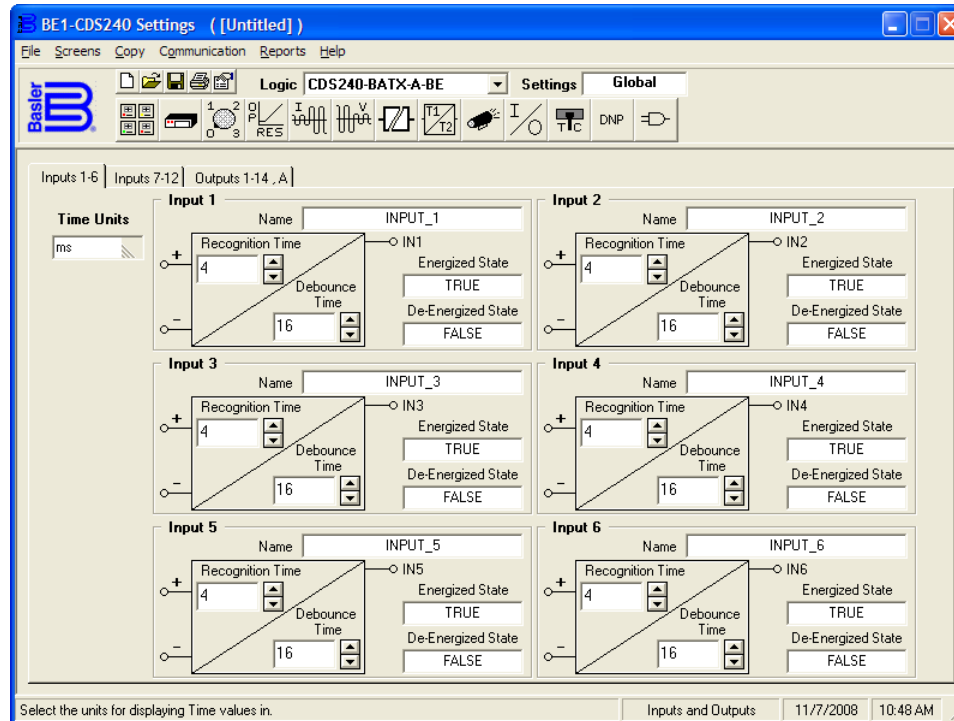 BE1-CDS240 Settings ( [Untitled] )
File Screens Copy Communication Reports Help
Basler
Logic CDS240-BATX-A-BE Settings Global
1 2 0 3
O P RES
I
V
T1 T2
I O
T C
DNP
Inputs 1-6 Inputs 7-12 Outputs 1-14 , A
Time Units
ms
Input 1
Name INPUT_1
Recognition Time
4
Debounce Time
16
+
-
IN1
Energized State
TRUE
De-Energized State
FALSE
Input 2
Name INPUT_2
Recognition Time
4
Debounce Time
16
+
-
IN2
Energized State
TRUE
De-Energized State
FALSE
Input 3
Name INPUT_3
Recognition Time
4
Debounce Time
16
+
-
IN3
Energized State
TRUE
De-Energized State
FALSE
Input 4
Name INPUT_4
Recognition Time
4
Debounce Time
16
+
-
IN4
Energized State
TRUE
De-Energized State
FALSE
Input 5
Name INPUT_5
Recognition Time
4
Debounce Time
16
+
-
IN5
Energized State
TRUE
De-Energized State
FALSE
Input 6
Name INPUT_6
Recognition Time
4
Debounce Time
16
+
-
IN6
Energized State
TRUE
De-Energized State
FALSE
Select the units for displaying Time values in. Inputs and Outputs 11/7/2008 10:48 AM